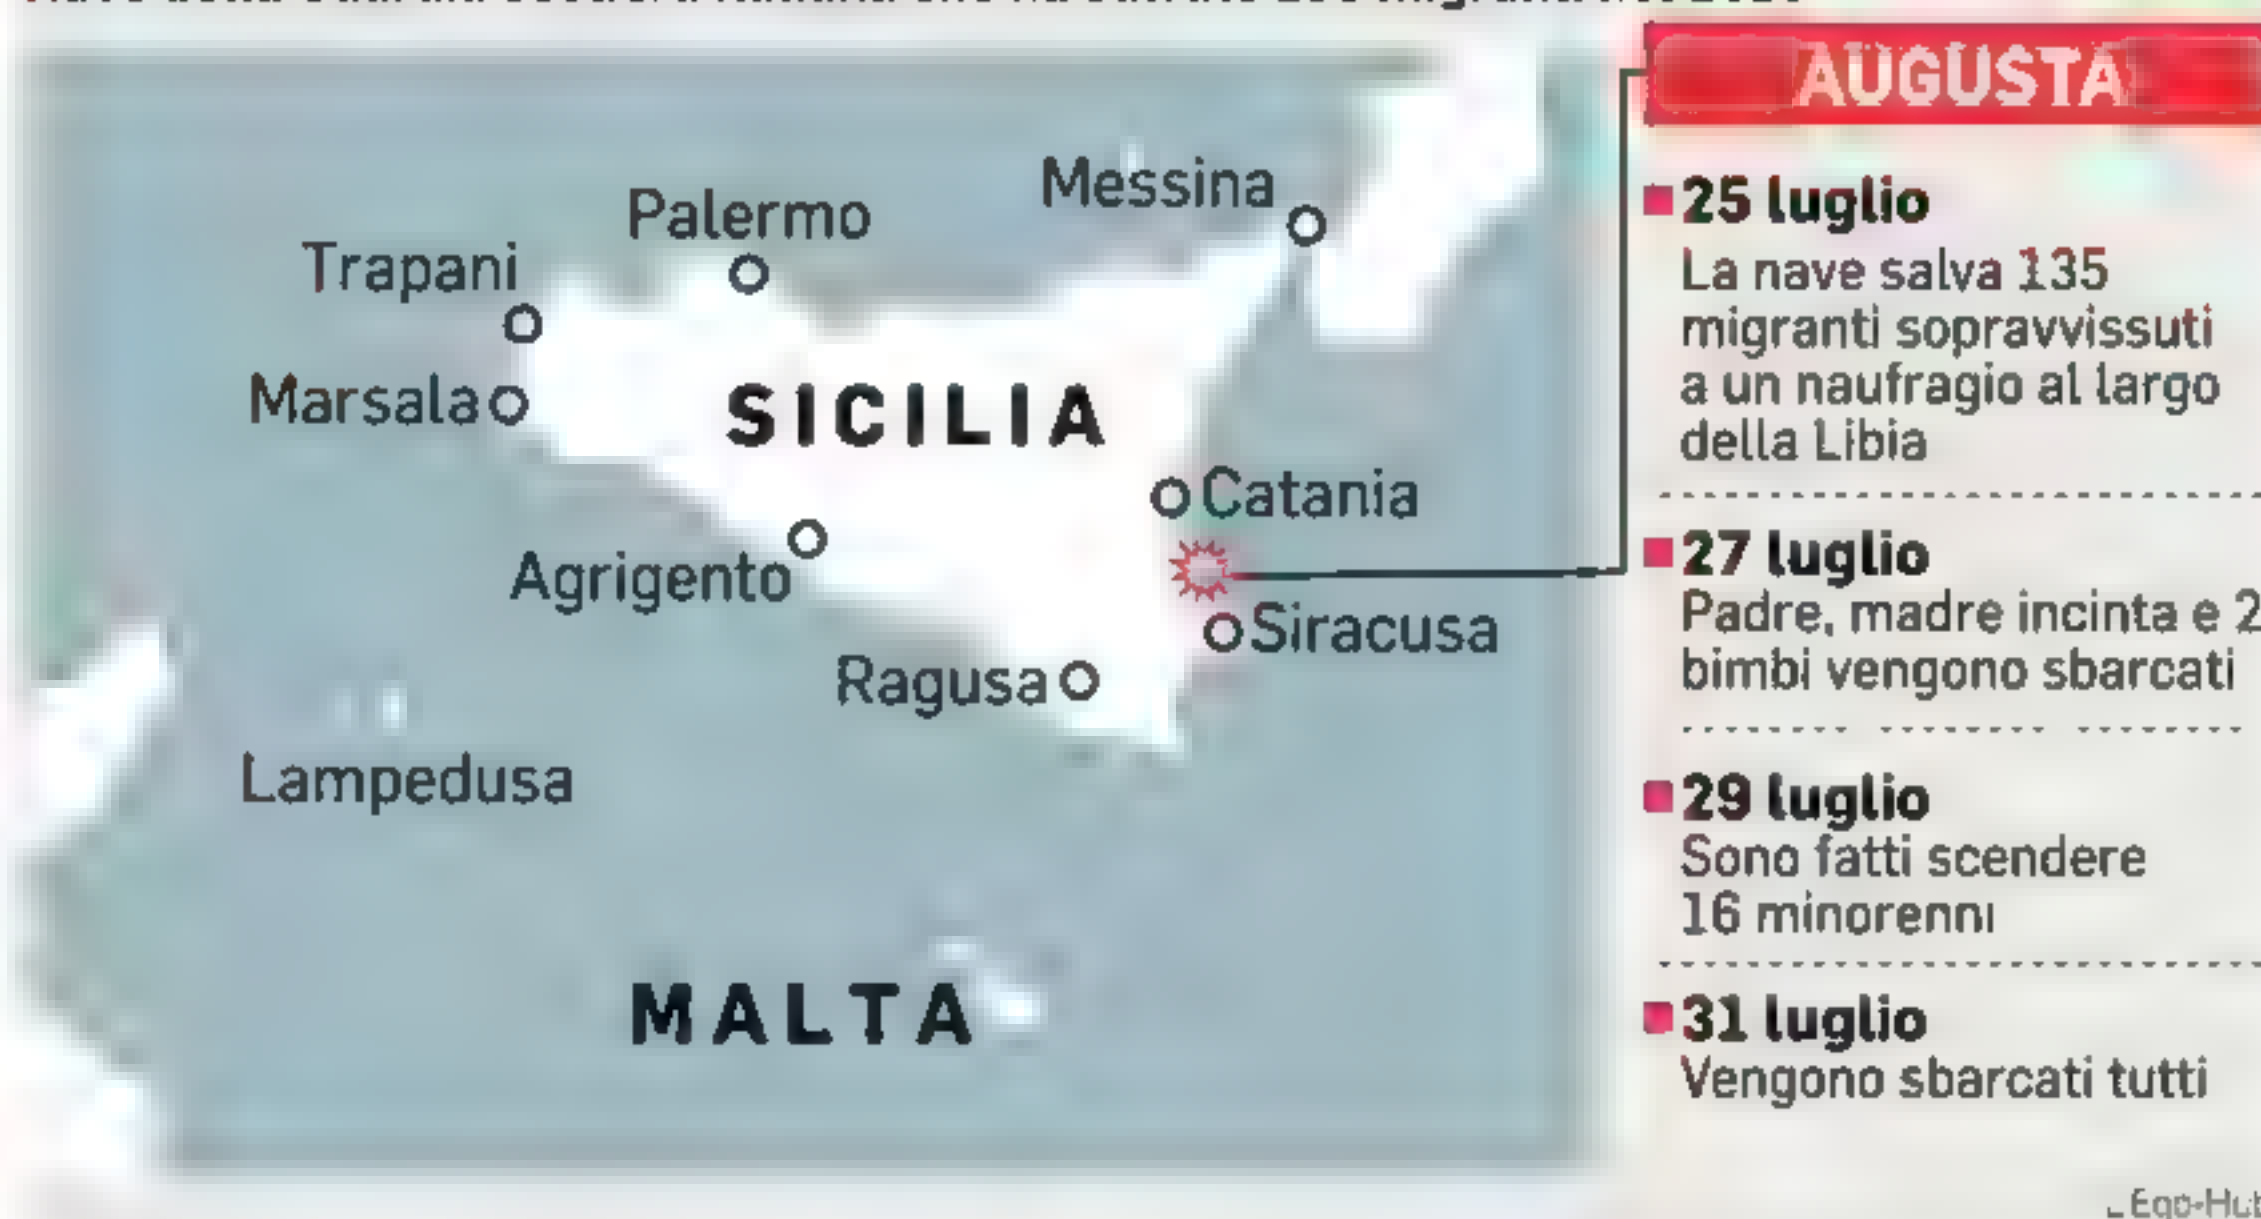 AUGUSTA
25 luglio
La nave salva 135
migranti sopravvissuti
a un naufragio al largo
della Libia
27 luglio
Padre, madre incinta e 2
bimbi vengono sbarcati
29 luglio
Sono fatti scendere
16 minorenni
31 luglio
Vengono sbarcati tutti
Messina
Palermo
Trapani
Marsala
SICILIA
Catania
Agrigento
Siracusa
Ragusa
Lampedusa
MALTA